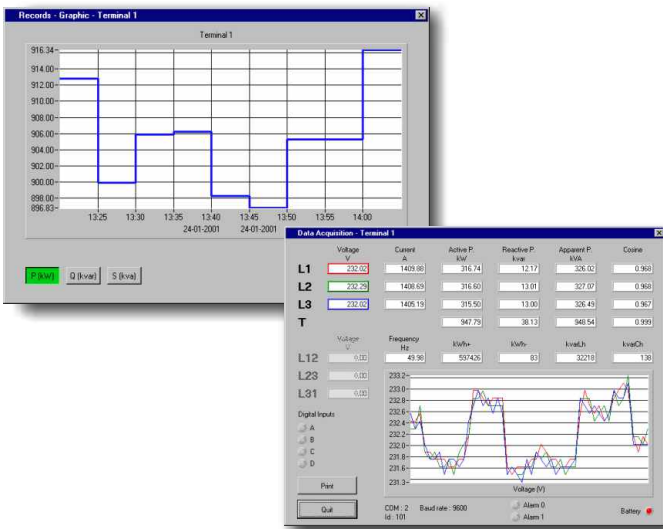 Records - Graphic - Terminal 1
Terminal 1
916.34
914.00
912.00
910.00
908.00
906.00
904.00
902.00
900.00
898.00
896.83
13:25 13:30 13:35 13:40 13:45 13:50 13:55 14:00
24-01-2001 24-01-2001
P (kW) Q (kvar) S (kva)
Data Acquisition - Terminal 1
Voltage Current Active P. Reactive P. Apparent P. Cosine
V A kW kvar kVA
L1 232.02 1409.88 316.74 12.17 326.02 0.968
L2 232.29 1408.69 316.60 13.01 327.07 0.968
L3 232.02 1405.19 315.50 13.00 326.49 0.967
T 947.79 38.13 948.54 0.999
Voltage Frequency kWh+ kWh- kvarLh kvarCh
V Hz
L12 0.00 49.98 597426 83 32218 138
L23 0.00
L31 0.00
233.2
233.0
232.8
232.6
232.4
232.2
232.0
231.8
231.6
231.3
Voltage (V)
Digital Inputs
A
B
C
D
Print
Quit
COM : 2 Baud rate : 9600
Id : 101
Alarm 0
Alarm 1
Battery